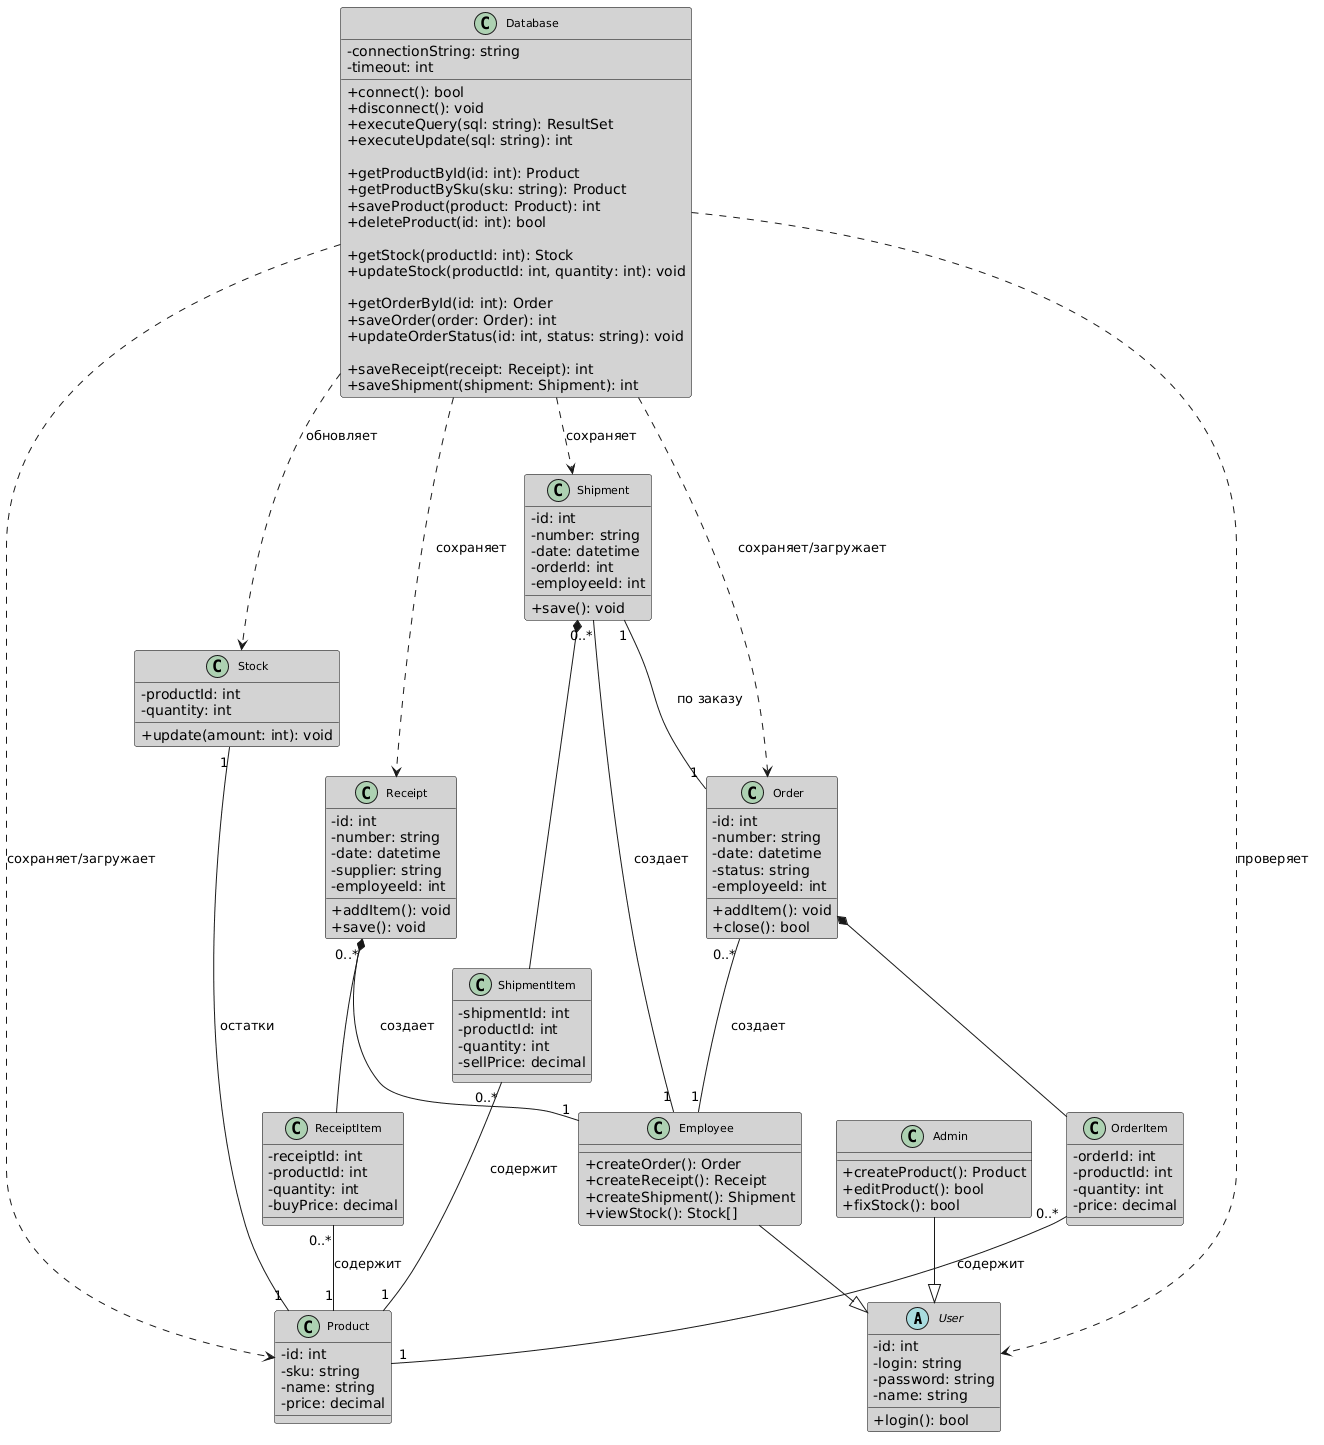 C Database
-connectionString: string
-timeout: int
+connect(): bool
+disconnect(): void
+executeQuery(sql: string): ResultSet
+executeUpdate(sql: string): int
+getProductById(id: int): Product
+getProductBySku(sku: string): Product
+saveProduct(product: Product): int
+deleteProduct(id: int): bool
+getStock(productId: int): Stock
+updateStock(productId: int, quantity: int): void
+getOrderById(id: int): Order
+saveOrder(order: Order): int
+updateOrderStatus(id: int, status: string): void
+saveReceipt(receipt: Receipt): int
+saveShipment(shipment: Shipment): int
обновляет
сохраняет
C Shipment
-id: int
-number: string
-date: datetime
-orderId: int
-employeeId: int
+save(): void
сохраняет
сохраняет/загружает
0..*
1
C Stock
-productId: int
-quantity: int
+update(amount: int): void
1
по заказу
1
C Receipt
-id: int
-number: string
-date: datetime
-supplier: string
-employeeId: int
+addItem(): void
+save(): void
0..*
C Order
-id: int
-number: string
-date: datetime
-status: string
-employeeId: int
+addItem(): void
+close(): bool
0..*
сохраняет/загружает
создает
проверяет
C ShipmentItem
-shipmentId: int
-productId: int
-quantity: int
-sellPrice: decimal
0..*
остатки
создает
создает
1
1
1
C ReceiptItem
-receiptId: int
-productId: int
-quantity: int
-buyPrice: decimal
0..*
C Employee
+createOrder(): Order
+createReceipt(): Receipt
+createShipment(): Shipment
+viewStock(): Stock[]
C Admin
+createProduct(): Product
+editProduct(): bool
+fixStock(): bool
C OrderItem
-orderId: int
-productId: int
-quantity: int
-price: decimal
0..*
содержит
содержит
содержит
1
1
1
1
C Product
-id: int
-sku: string
-name: string
-price: decimal
A User
-id: int
-login: string
-password: string
-name: string
+login(): bool